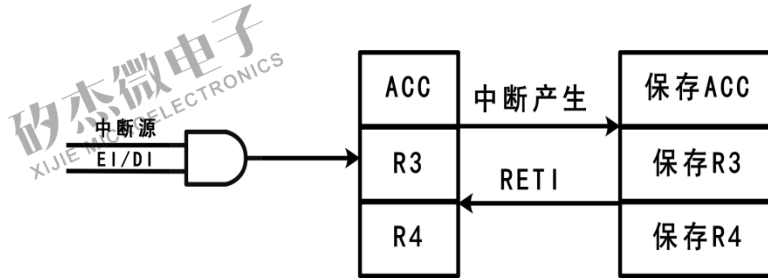 矽杰微电子
XIJIE MICROELECTRONICS
中断源
EI/DI
ACC
R3
R4
中断产生
RETI
保存ACC
保存R3
保存R4